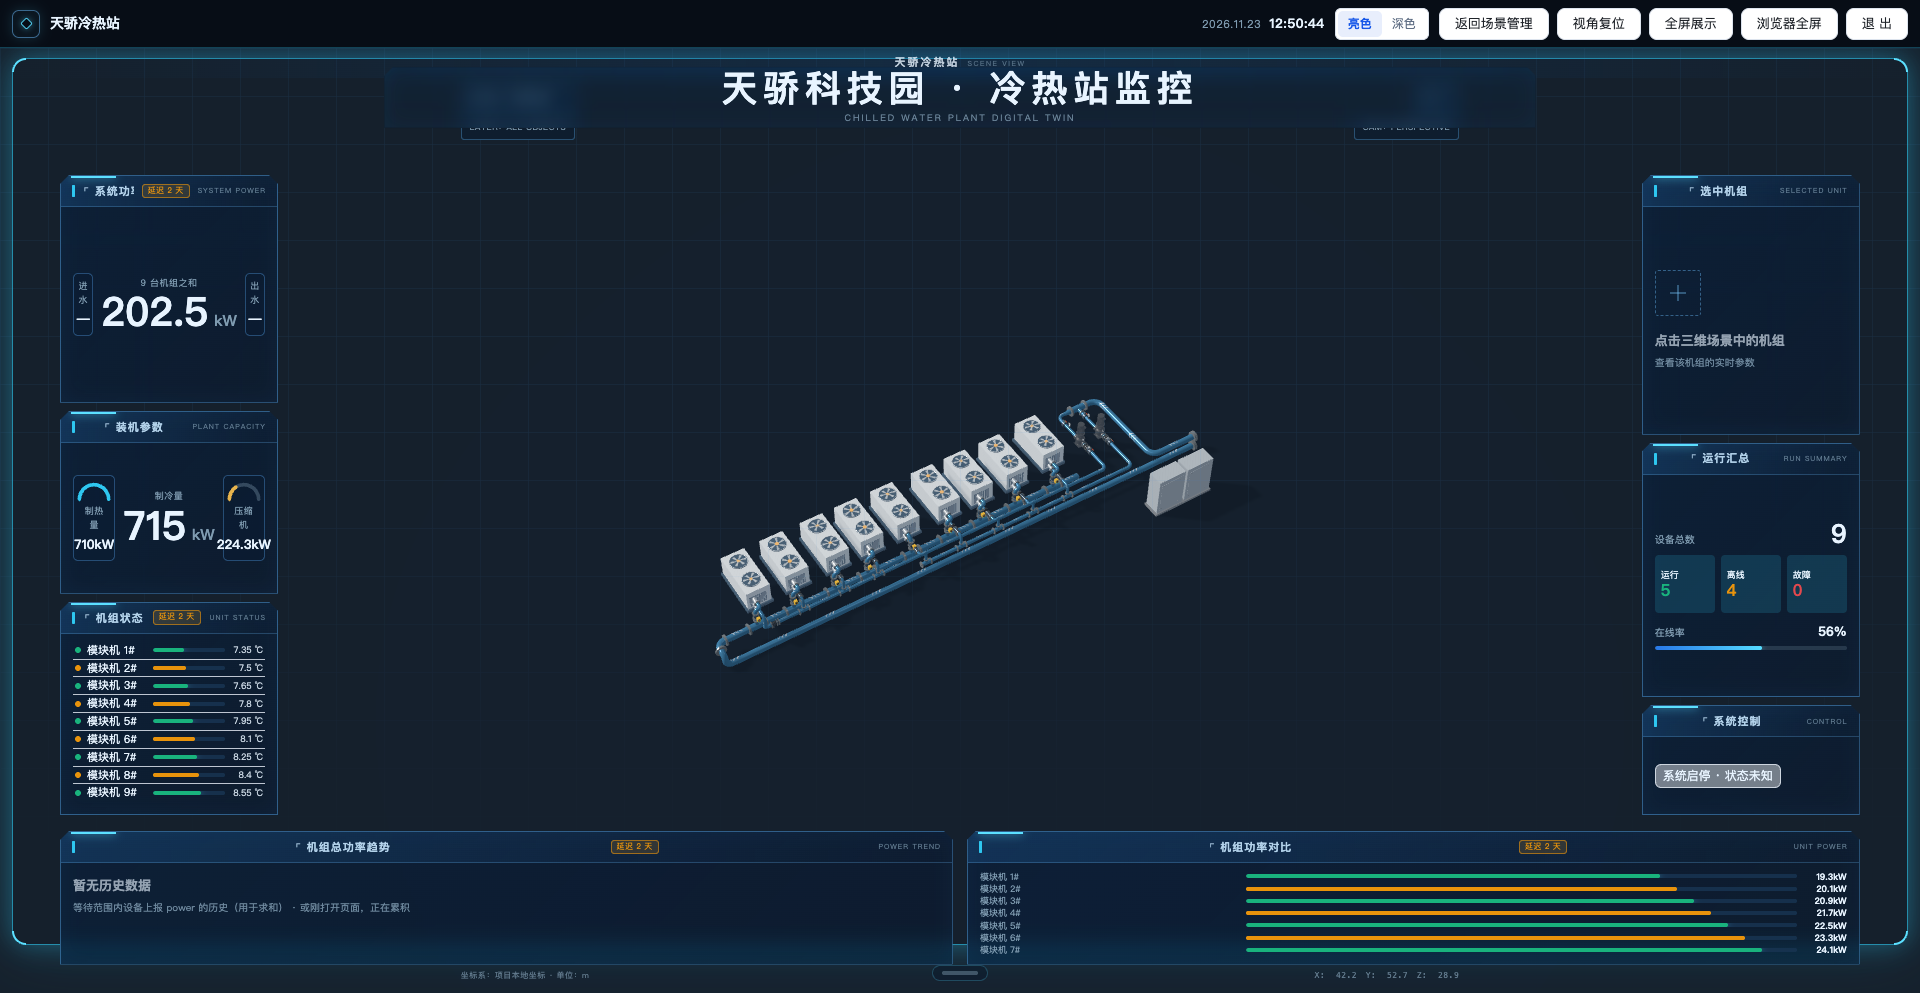 天骄冷热站
2026.11.23 12:50:44 亮色 深色 返回场景管理 视角复位 全屏展示 浏览器全屏 退 出
天骄冷热站 SCENE VIEW
天骄科技园 · 冷热站监控
CHILLED WATER PLANT DIGITAL TWIN
LAYER: ALL OBJECTS
CAM: PERSPECTIVE
「 系统功 延迟 2 天 SYSTEM POWER
9 台机组之和
进水 — 202.5 kW 出水 —
「 装机参数 PLANT CAPACITY
制热量 710kW
制冷量 715 kW
压缩机 224.3kW
「 机组状态 延迟 2 天 UNIT STATUS
模块机 1# 7.35 ℃
模块机 2# 7.5 ℃
模块机 3# 7.65 ℃
模块机 4# 7.8 ℃
模块机 5# 7.95 ℃
模块机 6# 8.1 ℃
模块机 7# 8.25 ℃
模块机 8# 8.4 ℃
模块机 9# 8.55 ℃
「 选中机组 SELECTED UNIT
点击三维场景中的机组
查看该机组的实时参数
「 运行汇总 RUN SUMMARY
设备总数 9
运行 离线 故障
5 4 0
在线率 56%
「 系统控制 CONTROL
系统启停 · 状态未知
「 机组总功率趋势 延迟 2 天 POWER TREND
暂无历史数据
等待范围内设备上报 power 的历史（用于求和） · 或刚打开页面，正在累积
「 机组功率对比 延迟 2 天 UNIT POWER
模块机 1# 19.3kW
模块机 2# 20.1kW
模块机 3# 20.9kW
模块机 4# 21.7kW
模块机 5# 22.5kW
模块机 6# 23.3kW
模块机 7# 24.1kW
坐标系：项目本地坐标 · 单位：m
X: 42.2 Y: 52.7 Z: 28.9